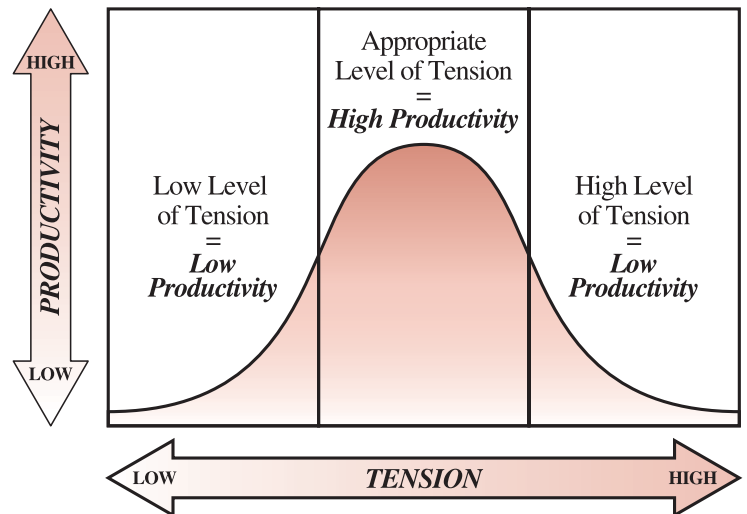 HIGH
PRODUCTIVITY
LOW
Low Level
of Tension
=
Low
Productivity
Appropriate
Level of Tension
=
High Productivity
High Level
of Tension
=
Low
Productivity
LOW
TENSION
HIGH